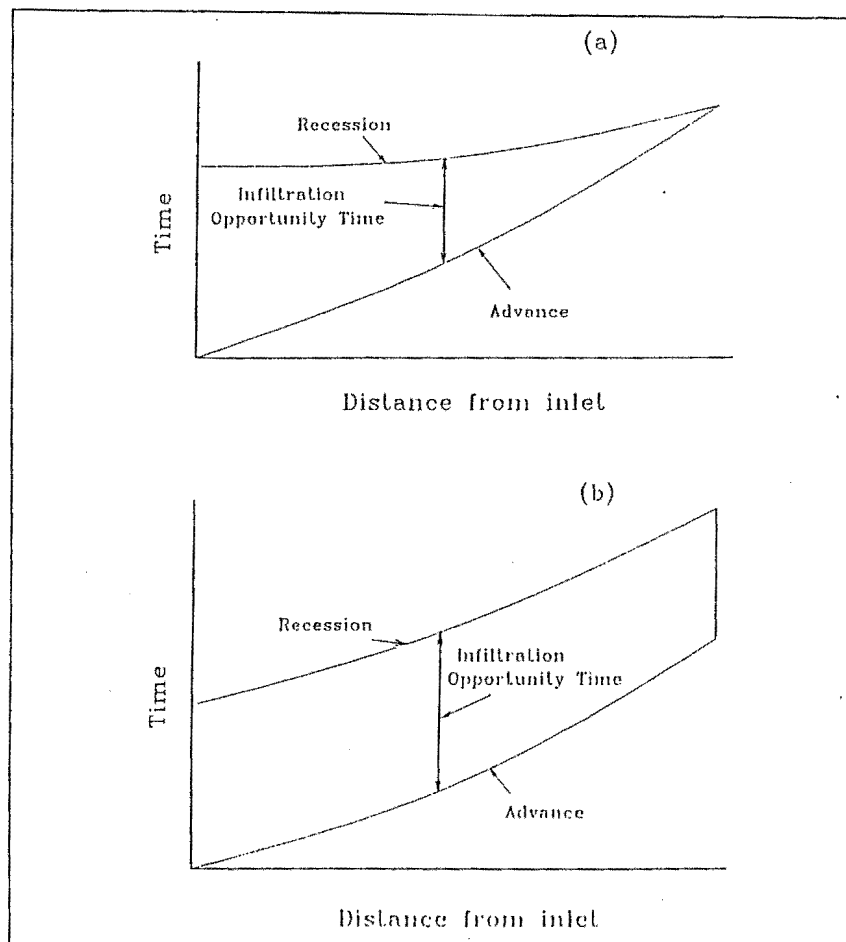 (a)
Recession
Infiltration
Opportunity Time
Time
Advance
Distance from inlet
(b)
Recession
Infiltration
Opportunity Time
Time
Advance
Distance from inlet